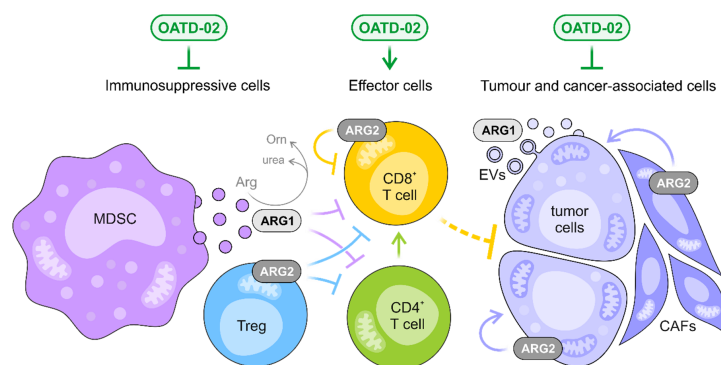 OATD-02
OATD-02
OATD-02
Immunosuppressive cells
Effector cells
Tumour and cancer-associated cells
ARG2
ARG1
Orn
urea
Arg
EVs
CD8⁺
T cell
ARG2
MDSC
ARG1
tumor
cells
ARG2
CD4⁺
T cell
Treg
CAFs
ARG2